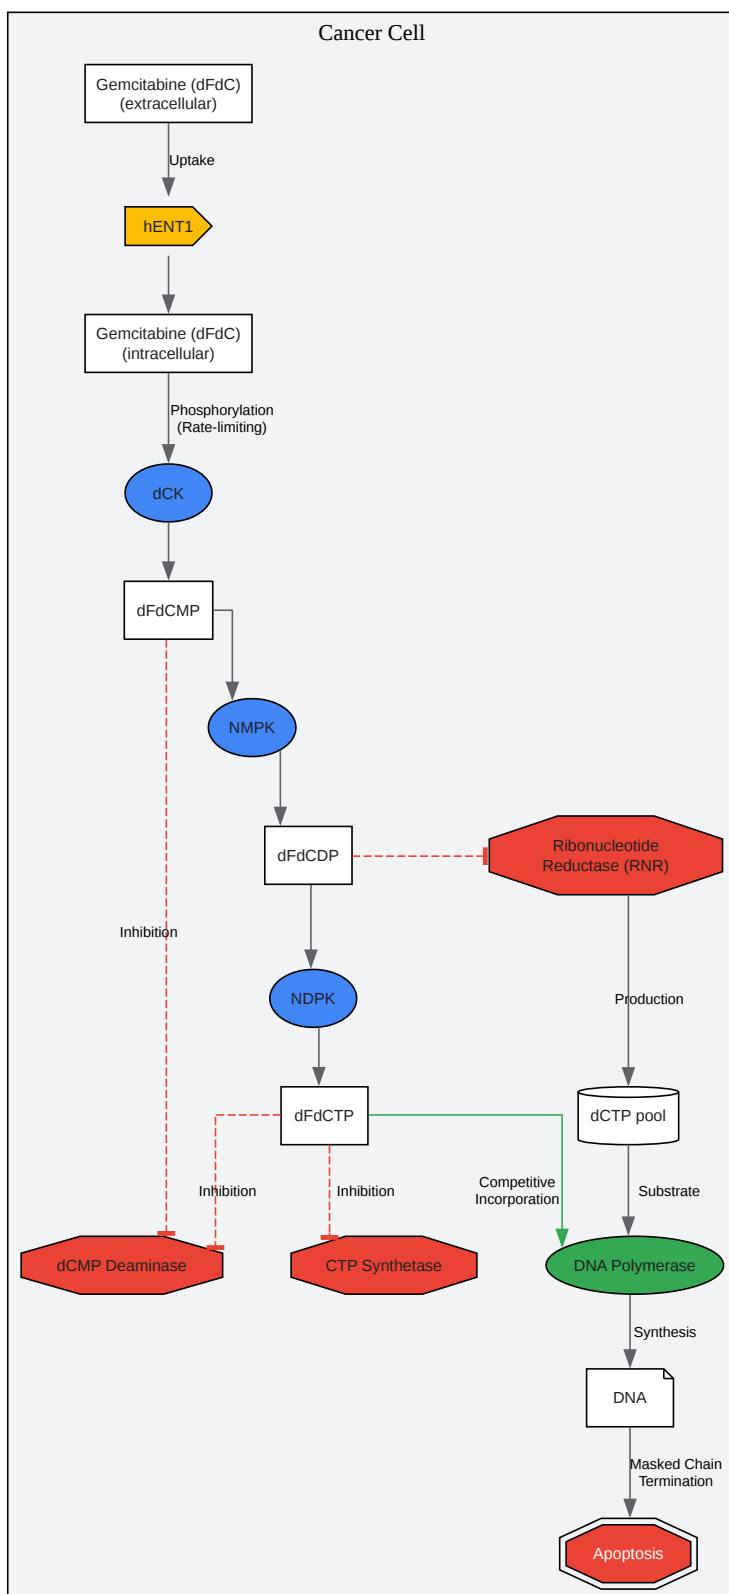 Cancer Cell
Gemcitabine (dFdC)
(extracellular)
Uptake
hENT1
Gemcitabine (dFdC)
(intracellular)
Phosphorylation
(Rate-limiting)
dCK
dFdCMP
NMPK
dFdCDP
Ribonucleotide
Reductase (RNR)
Inhibition
NDPK
Production
dFdCTP
dCTP pool
Inhibition
Inhibition
Competitive
Incorporation
Substrate
dCMP Deaminase
CTP Synthetase
DNA Polymerase
Synthesis
DNA
Masked Chain
Termination
Apoptosis